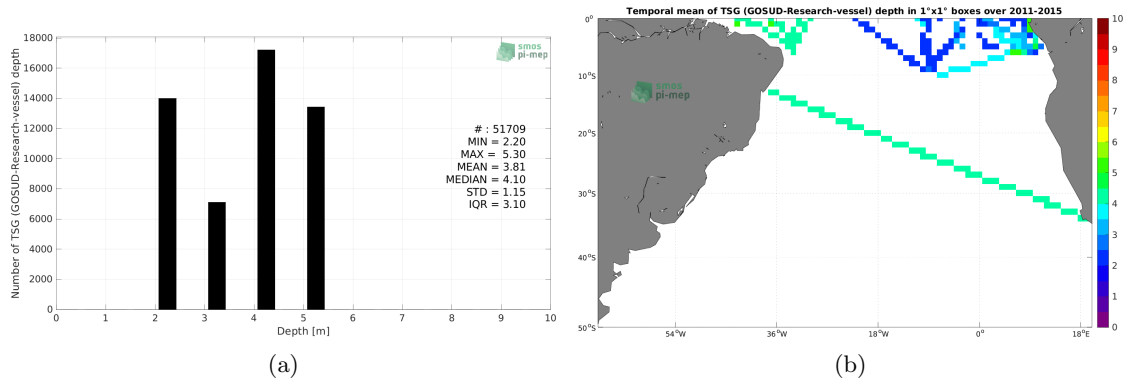 Number of TSG (GOSUD-Research-vessel) depth
18000
16000
14000
12000
10000
8000
6000
4000
2000
0
0 1 2 3 4 5 6 7 8 9 10
Depth [m]
smos
pi-mep
# : 51709
MIN = 2.20
MAX = 5.30
MEAN = 3.81
MEDIAN = 4.10
STD = 1.15
IQR = 3.10
(a)
Temporal mean of TSG (GOSUD-Research-vessel) depth in 1°x1° boxes over 2011-2015
smos
pi-mep
0°
10°S
20°S
30°S
40°S
50°S
54°W 36°W 18°W 0° 18°E
10
9
8
7
6
5
4
3
2
1
0
(b)